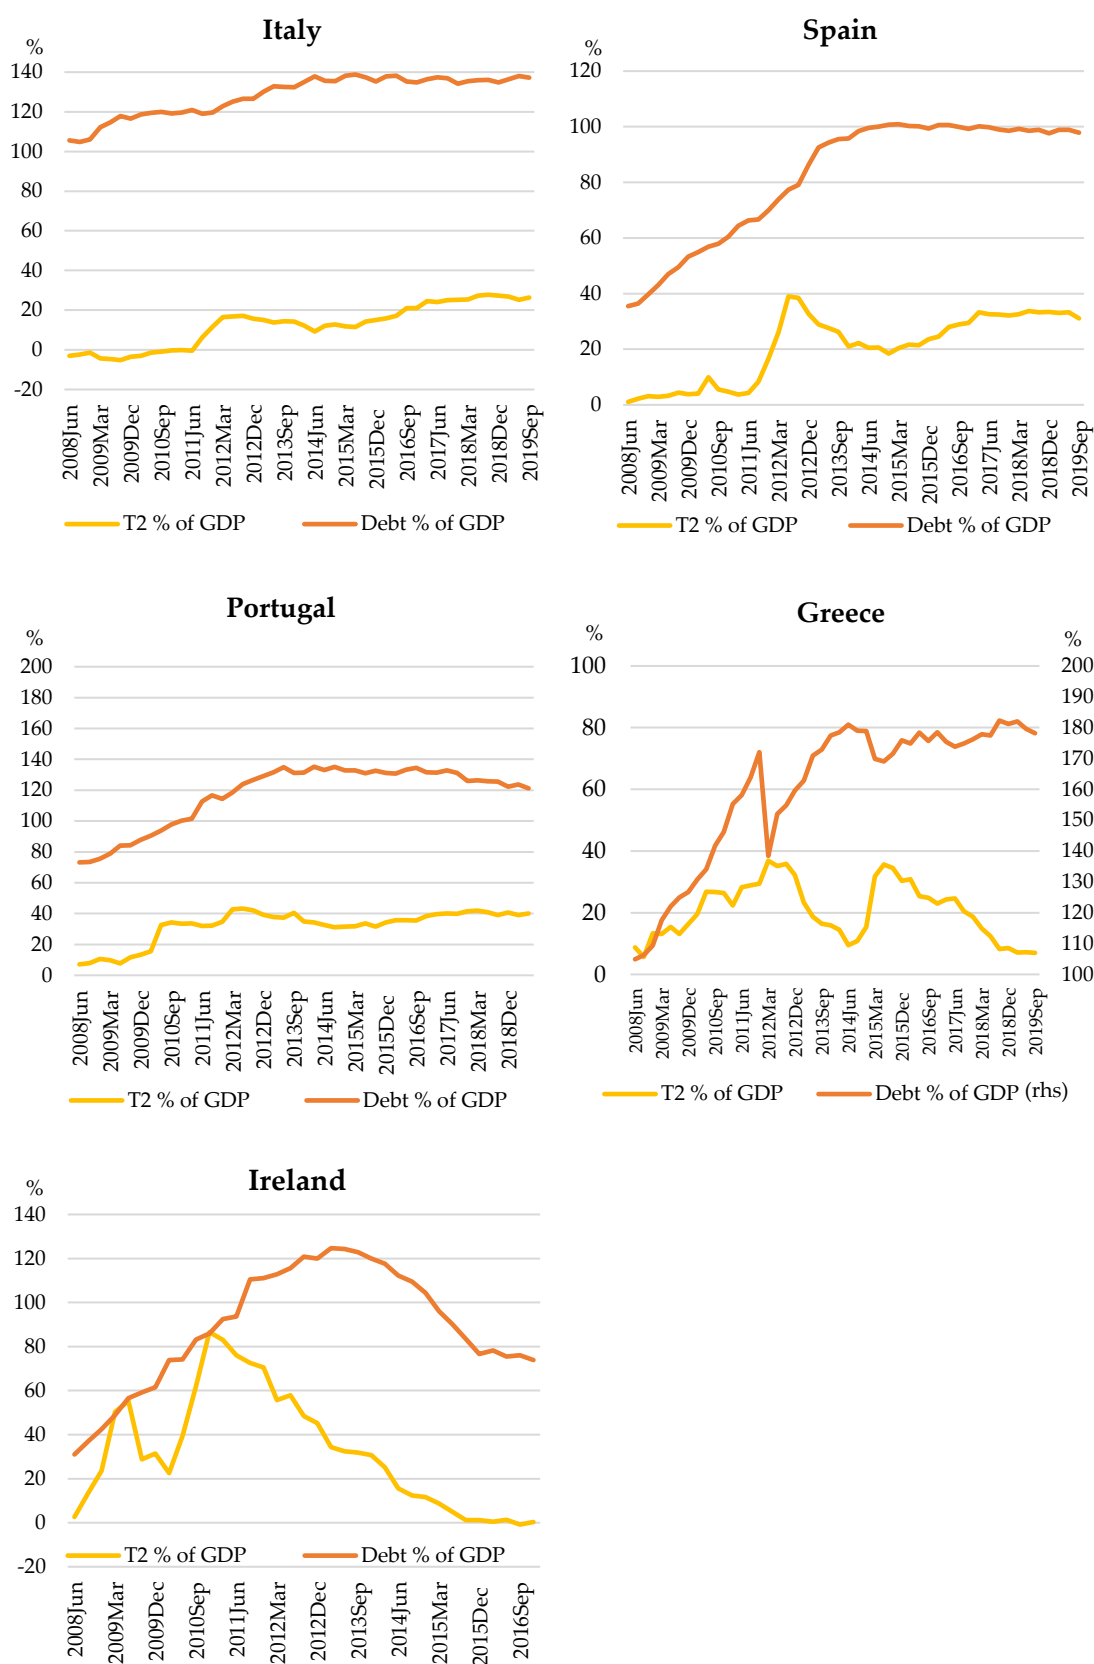 Italy
%
140
120
100
80
60
40
20
0
-20
2008Jun
2009Mar
2009Dec
2010Sep
2011Jun
2012Mar
2012Dec
2013Sep
2014Jun
2015Mar
2015Dec
2016Sep
2017Jun
2018Mar
2018Dec
2019Sep
T2 % of GDP
Debt % of GDP
Spain
%
120
100
80
60
40
20
0
2008Jun
2009Mar
2009Dec
2010Sep
2011Jun
2012Mar
2012Dec
2013Sep
2014Jun
2015Mar
2015Dec
2016Sep
2017Jun
2018Mar
2018Dec
2019Sep
T2 % of GDP
Debt % of GDP
Portugal
%
200
180
160
140
120
100
80
60
40
20
0
2008Jun
2009Mar
2009Dec
2010Sep
2011Jun
2012Mar
2012Dec
2013Sep
2014Jun
2015Mar
2015Dec
2016Sep
2017Jun
2018Mar
2018Dec
T2 % of GDP
Debt % of GDP
Greece
%
100
80
60
40
20
0
%
200
190
180
170
160
150
140
130
120
110
100
2008Jun
2009Mar
2009Dec
2010Sep
2011Jun
2012Mar
2012Dec
2013Sep
2014Jun
2015Mar
2015Dec
2016Sep
2017Jun
2018Mar
2018Dec
2019Sep
T2 % of GDP
Debt % of GDP (rhs)
Ireland
%
140
120
100
80
60
40
20
0
-20
T2 % of GDP
Debt % of GDP
2008Jun
2009Mar
2009Dec
2010Sep
2011Jun
2012Mar
2012Dec
2013Sep
2014Jun
2015Mar
2015Dec
2016Sep